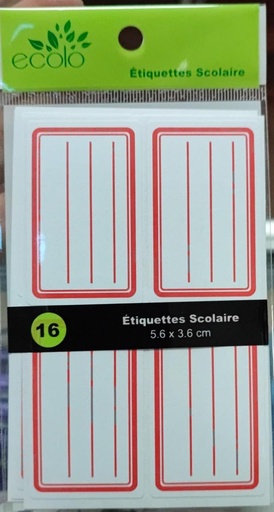 ecolo
Étiquettes Scolaire
16
Étiquettes Scolaire
5.6 x 3.6 cm